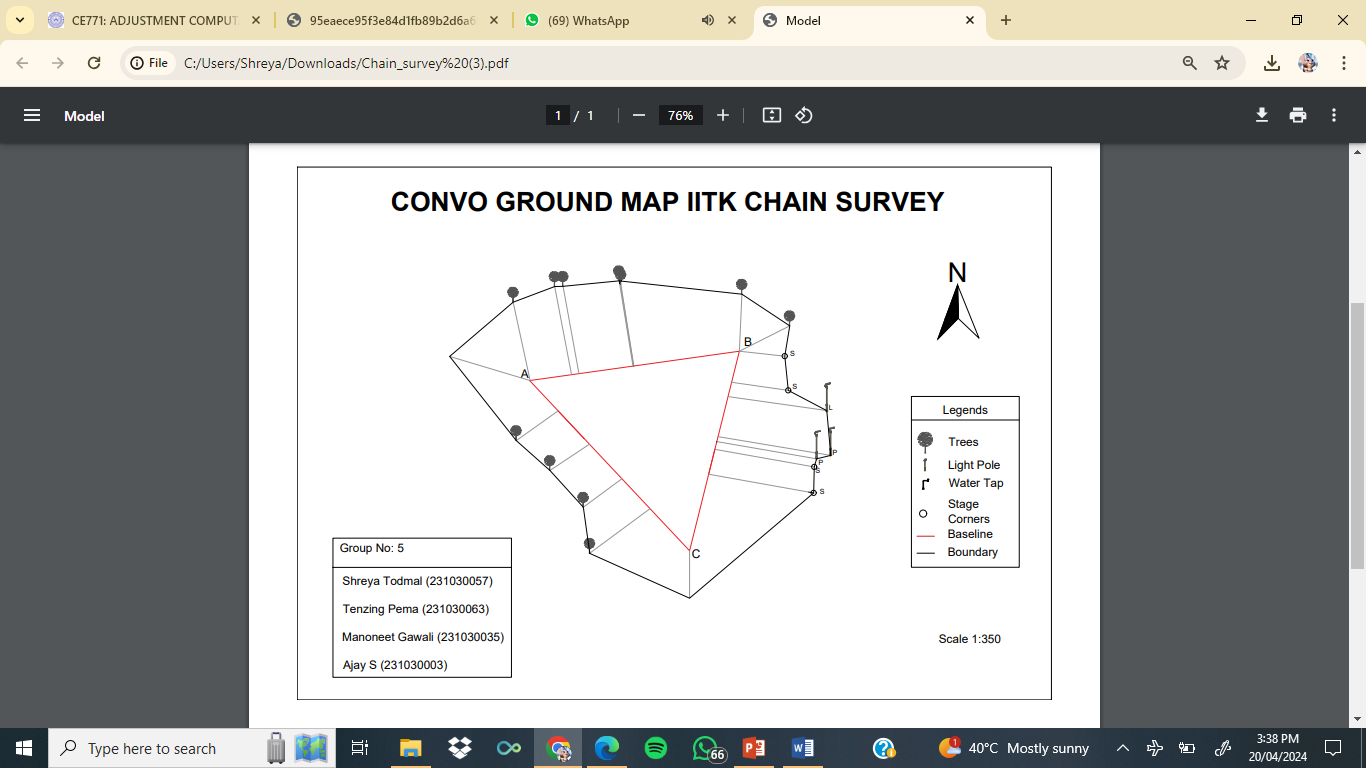 CE771: ADJUSTMENT COMPUT
95eaece95f3e84d1fb89b2d6a6
(69) WhatsApp
Model
File
C:/Users/Shreya/Downloads/Chain_survey%20(3).pdf
Model
1 / 1
76%
CONVO GROUND MAP IITK CHAIN SURVEY
N
B
S
A
S
L
Legends
Trees
P
P
Light Pole
S
Water Tap
S
Stage
Corners
Baseline
Boundary
C
Group No: 5
Shreya Todmal (231030057)
Tenzing Pema (231030063)
Manoneet Gawali (231030035)
Ajay S (231030003)
Scale 1:350
Type here to search
66
1
40°C Mostly sunny
3:38 PM
20/04/2024